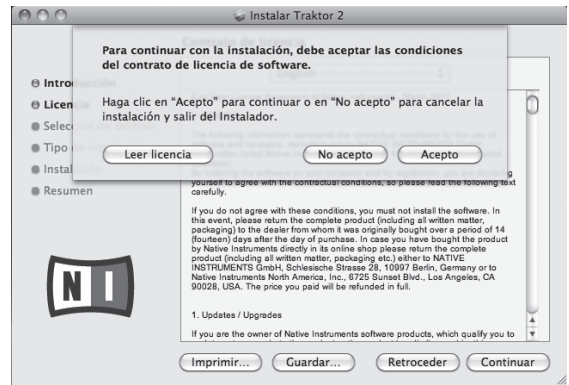 Instalar Traktor 2
Para continuar con la instalación, debe aceptar las condiciones
del contrato de licencia de software.
Haga clic en “Acepto” para continuar o en “No acepto” para cancelar la
instalación y salir del Instalador.
Leer licencia No acepto Acepto
Introducción
Licen
Selec
Tipo
Instalación
Resumen
NI
yourself to agree with the contractual conditions, so please read the following text
carefully.
If you do not agree with these conditions, you must not install the software. In
this event, please return the complete product (including all written matter,
packaging) to the dealer from whom it was originally bought over a period of 14
(fourteen) days after the day of purchase. In case you have bought the product
by Native Instruments directly in its online shop please return the complete
product (including all written matter, packaging etc.) either to NATIVE
INSTRUMENTS GmbH, Schlesische Strasse 28, 10997 Berlin, Germany or to
Native Instruments North America, Inc., 6725 Sunset Blvd., Los Angeles, CA
90028, USA. The price you paid will be refunded in full.
1. Updates / Upgrades
If you are the owner of Native Instruments software products, which qualify you to
Imprimir... Guardar... Retroceder Continuar